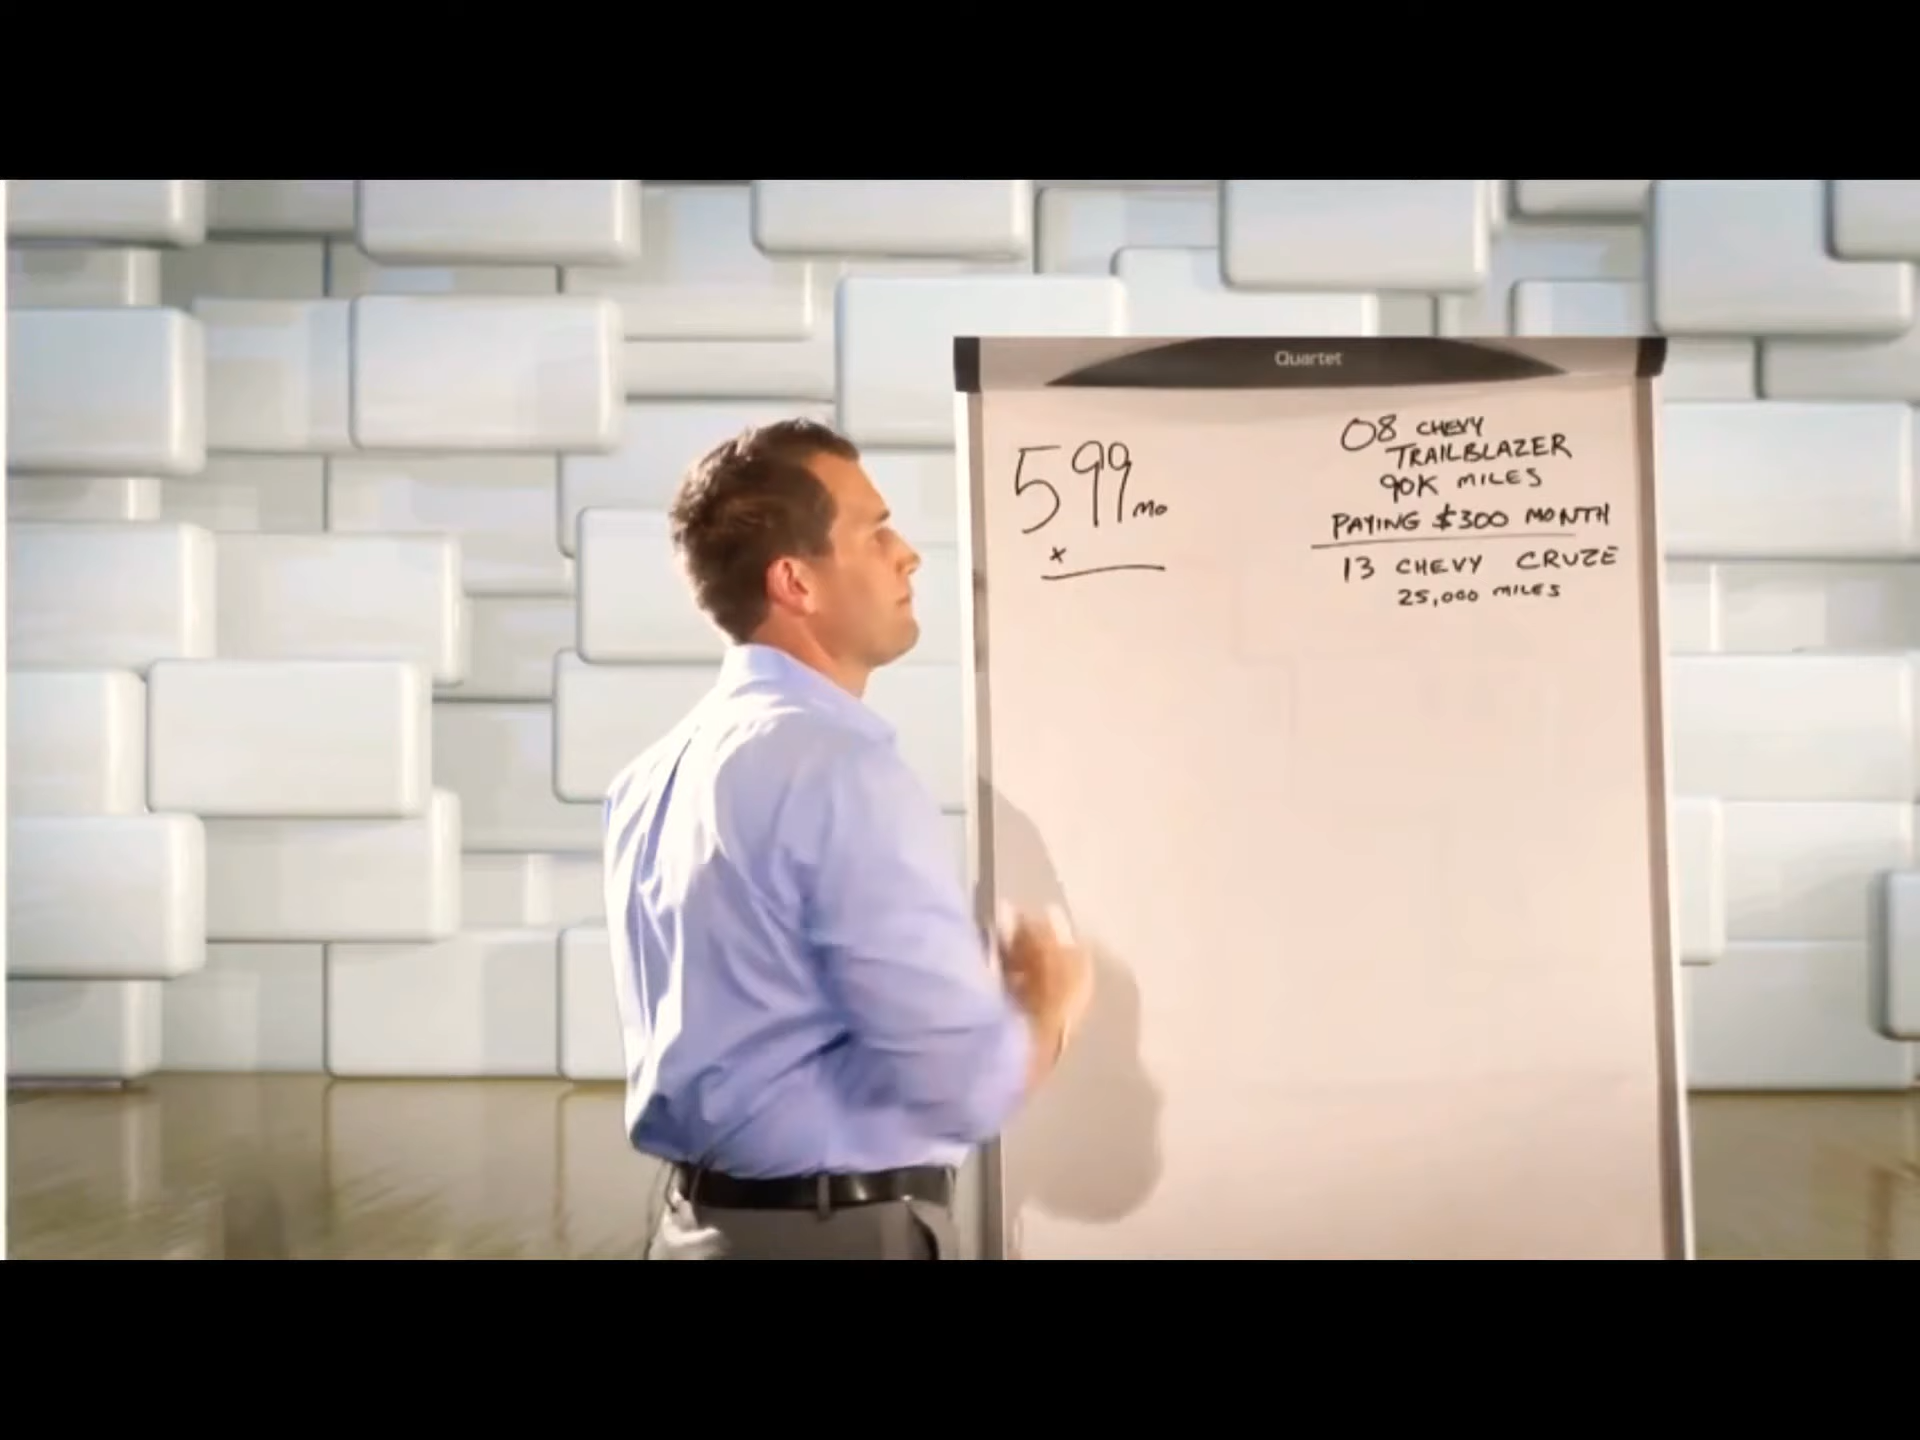 Quartet
599 MO
x
08 CHEVY
TRAILBLAZER
90K MILES
PAYING $300 MONTH
13 CHEVY CRUZE
25,000 MILES